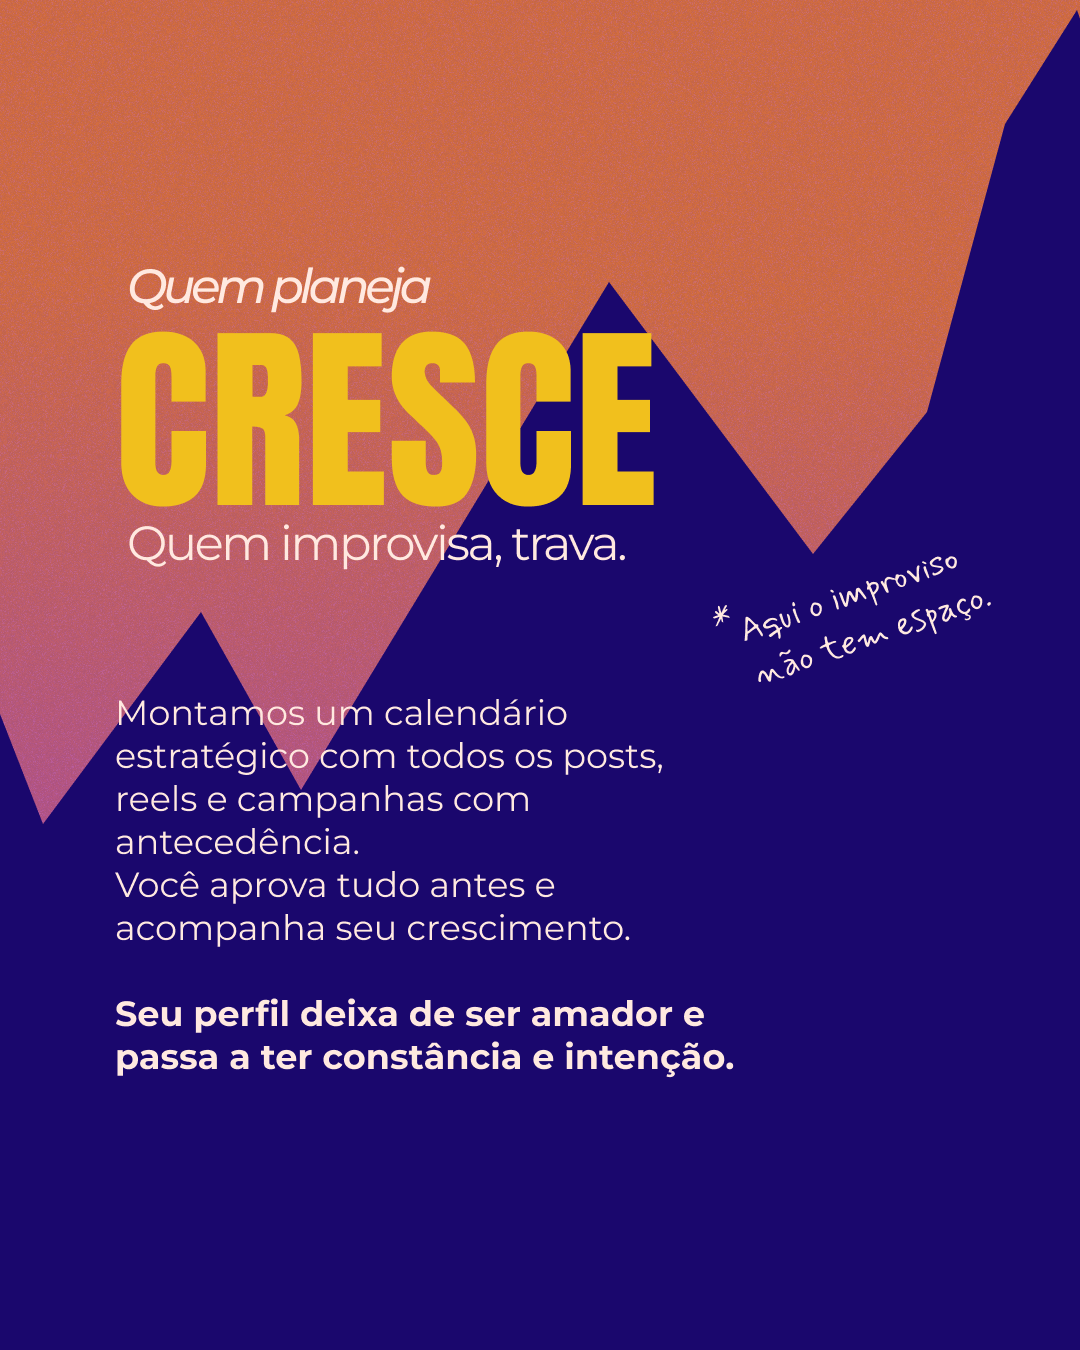 Quem planeja
CRESCE
Quem improvisa, trava.
* Aqui o improviso
não tem espaço.
Montamos um calendário
estratégico com todos os posts,
reels e campanhas com
antecedência.
Você aprova tudo antes e
acompanha seu crescimento.
Seu perfil deixa de ser amador e
passa a ter constância e intenção.